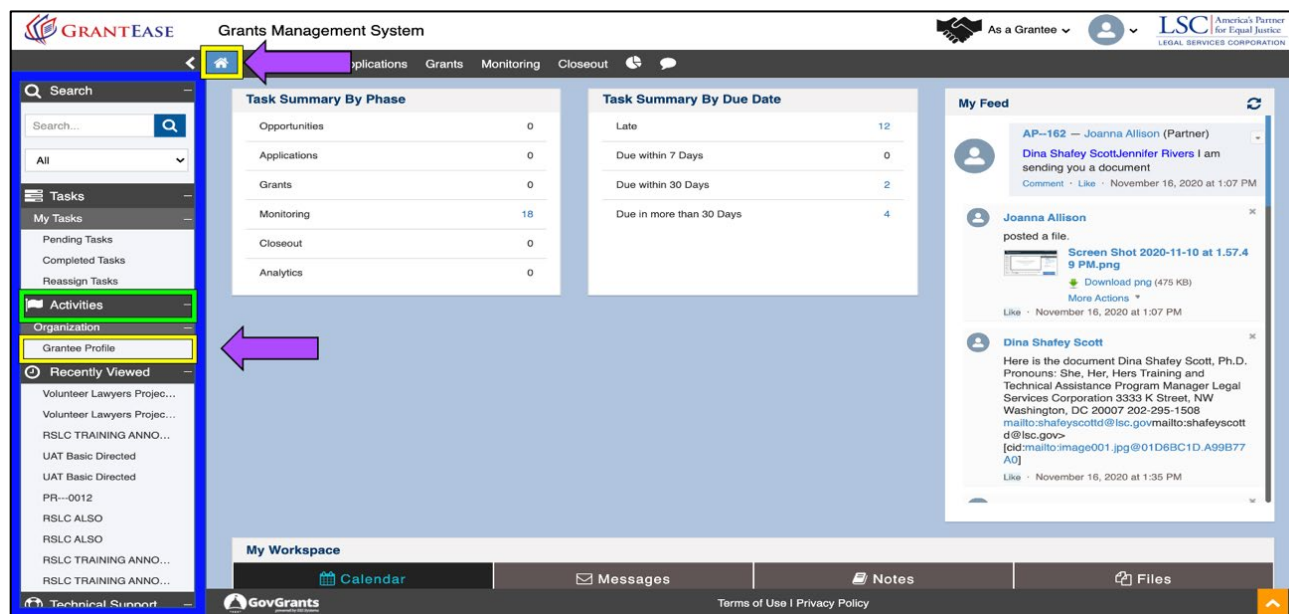 GRANTEASE
Grants Management System
As a Grantee
LSC America's Partner
for Equal Justice
LEGAL SERVICES CORPORATION
Grants Monitoring Closeout
Search
Search...
All
Tasks
My Tasks
Pending Tasks
Completed Tasks
Reassign Tasks
Activities
Organization
Grantee Profile
Recently Viewed
Volunteer Lawyers Projec...
Volunteer Lawyers Projec...
RSLC TRAINING ANNO...
UAT Basic Directed
UAT Basic Directed
PR---0012
RSLC ALSO
RSLC ALSO
RSLC TRAINING ANNO...
RSLC TRAINING ANNO...
Technical Support
Task Summary By Phase
Opportunities 0
Applications 0
Grants 0
Monitoring 18
Closeout 0
Analytics 0
Task Summary By Due Date
Late 12
Due within 7 Days 0
Due within 30 Days 2
Due in more than 30 Days 4
My Feed
AP--162 — Joanna Allison (Partner)
Dina Shafey ScottJennifer Rivers I am
sending you a document
Comment · Like · November 16, 2020 at 1:07 PM
Joanna Allison
posted a file.
Screen Shot 2020-11-10 at 1.57.4
9 PM.png
Download png (475 KB)
More Actions
Like · November 16, 2020 at 1:07 PM
Dina Shafey Scott
Here is the document Dina Shafey Scott, Ph.D.
Pronouns: She, Her, Hers Training and
Technical Assistance Program Manager Legal
Services Corporation 3333 K Street, NW
Washington, DC 20007 202-295-1508
mailto:shafeyscottd@lsc.govmailto:shafeyscott
d@lsc.gov>
[cid:mailto:image001.jpg@01D6BC1D.A99B77
A0]
Like · November 16, 2020 at 1:35 PM
My Workspace
Calendar
Messages
Notes
Files
GovGrants
Terms of Use I Privacy Policy